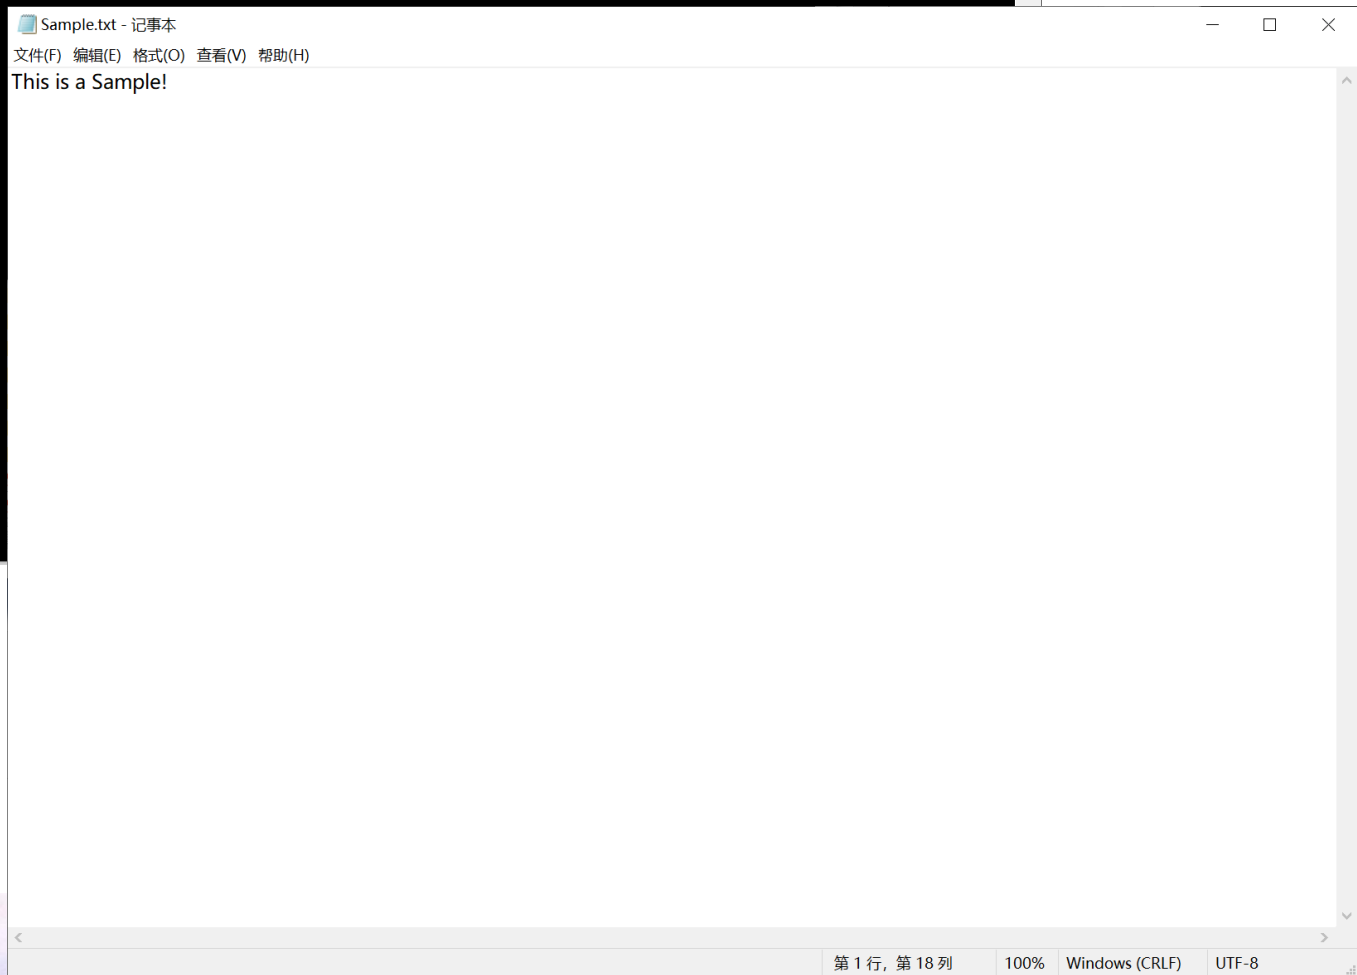 Sample.txt - 记事本
文件(F) 编辑(E) 格式(O) 查看(V) 帮助(H)
This is a Sample!
第 1 行，第 18 列 100% Windows (CRLF) UTF-8